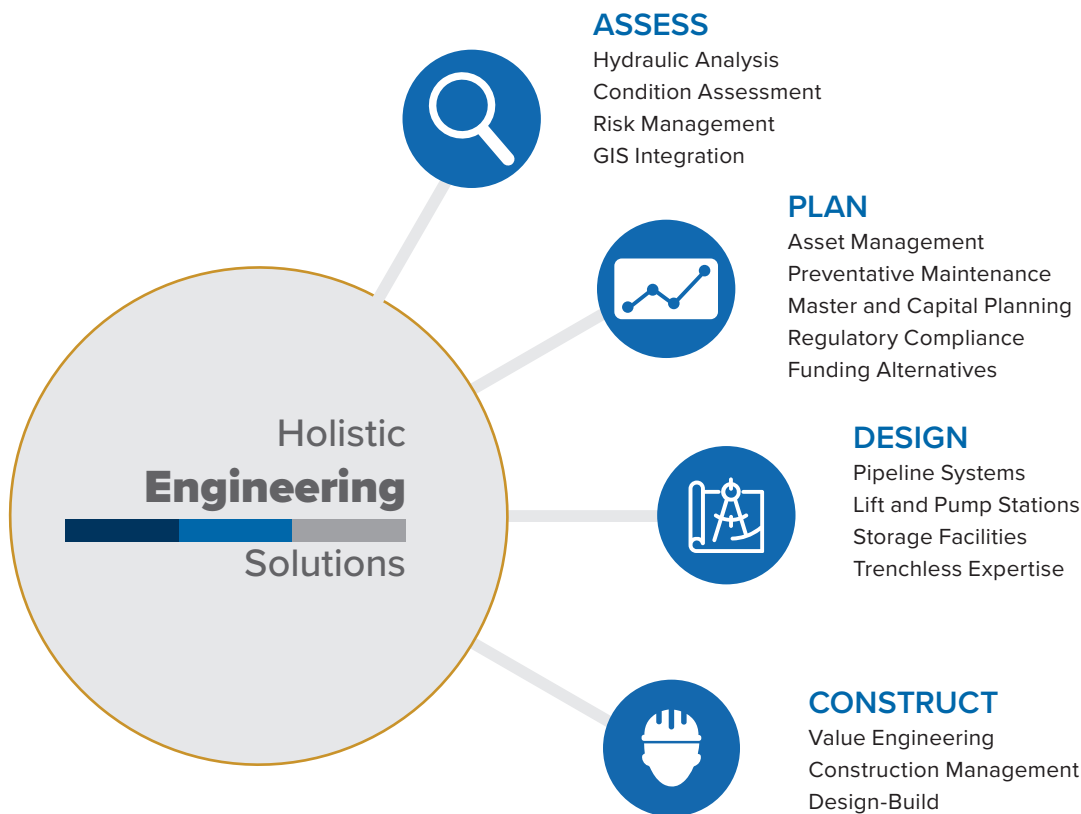 ASSESS
Hydraulic Analysis
Condition Assessment
Risk Management
GIS Integration
PLAN
Asset Management
Preventative Maintenance
Master and Capital Planning
Regulatory Compliance
Funding Alternatives
Holistic
Engineering
Solutions
DESIGN
Pipeline Systems
Lift and Pump Stations
Storage Facilities
Trenchless Expertise
CONSTRUCT
Value Engineering
Construction Management
Design-Build